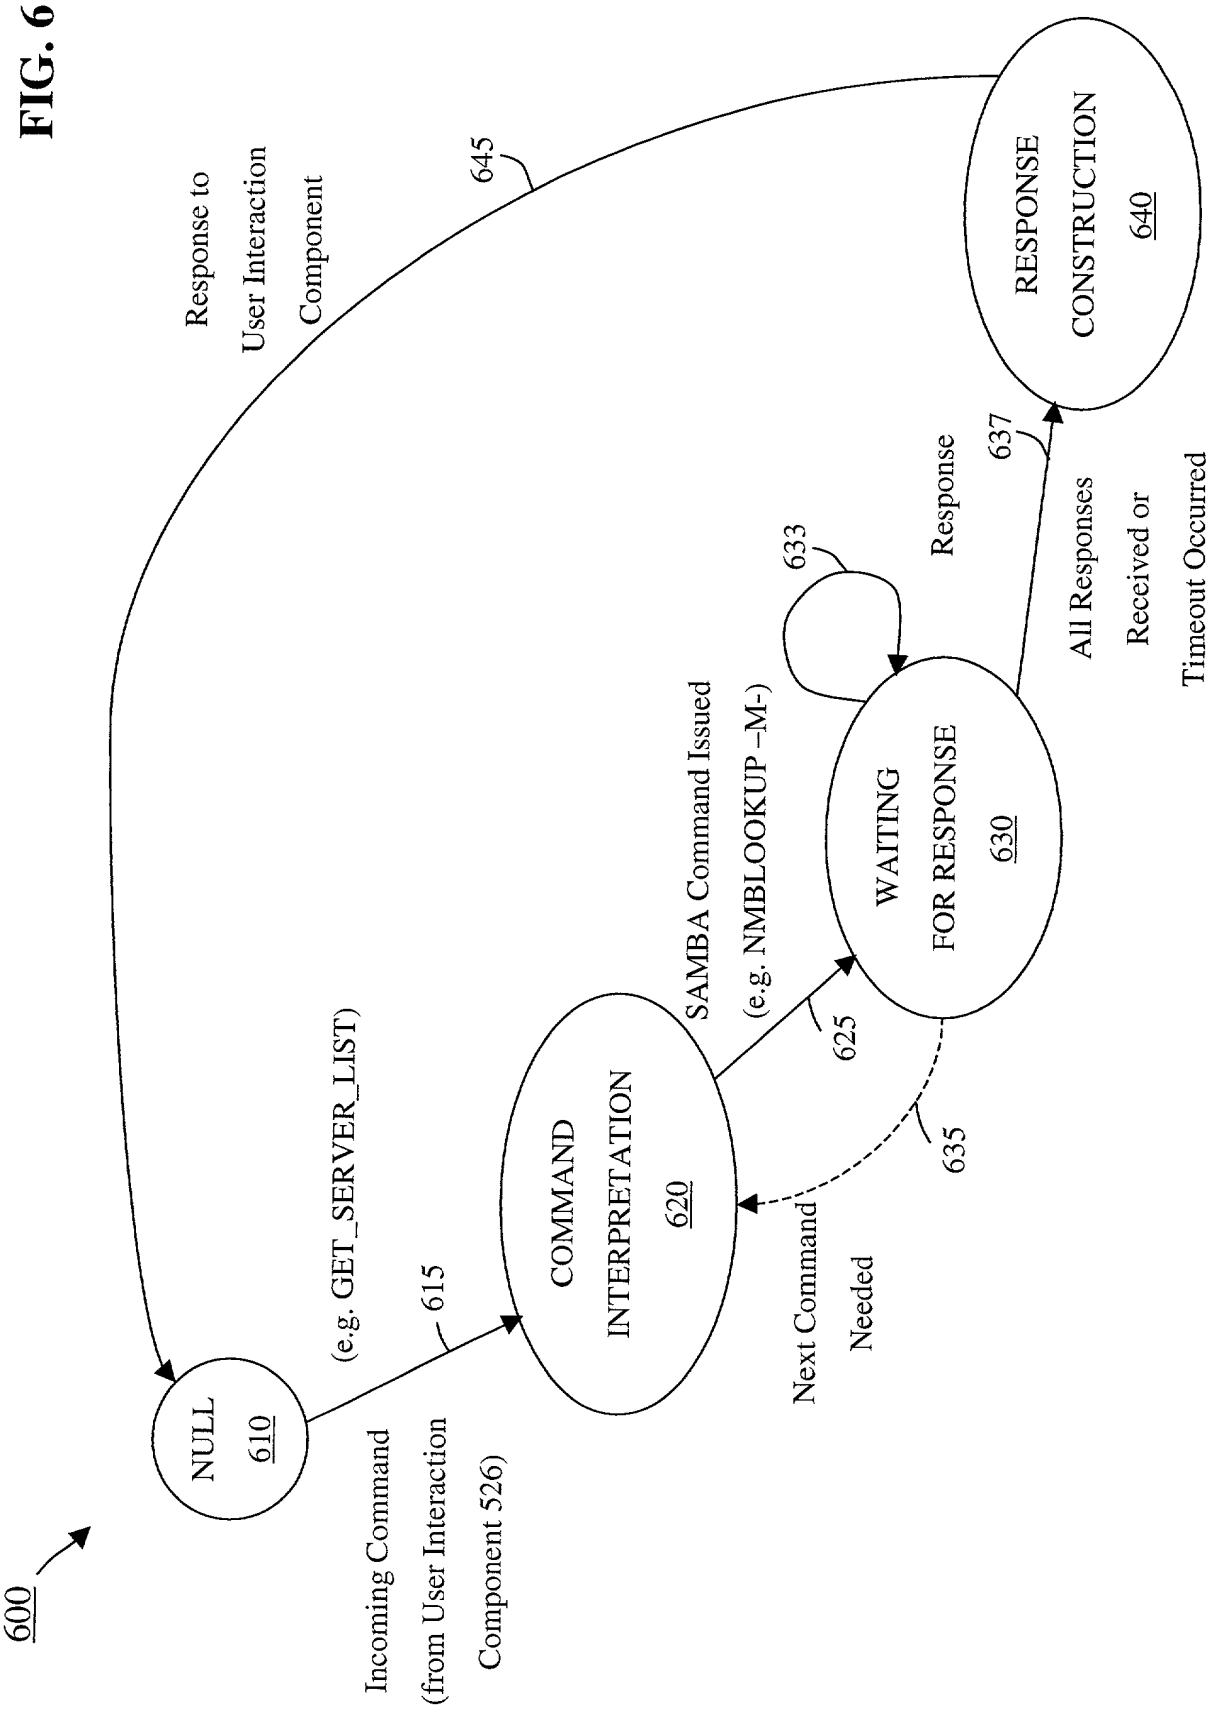 FIG. 6
600
NULL
610
Response to
User Interaction
Component
645
Incoming Command
(from User Interaction
Component 526)
(e.g. GET_SERVER_LIST)
615
COMMAND
INTERPRETATION
620
SAMBA Command Issued
(e.g. NMBLOOKUP –M-)
625
Next Command
Needed
635
WAITING
FOR RESPONSE
630
633
Response
637
All Responses
Received or
Timeout Occurred
RESPONSE
CONSTRUCTION
640